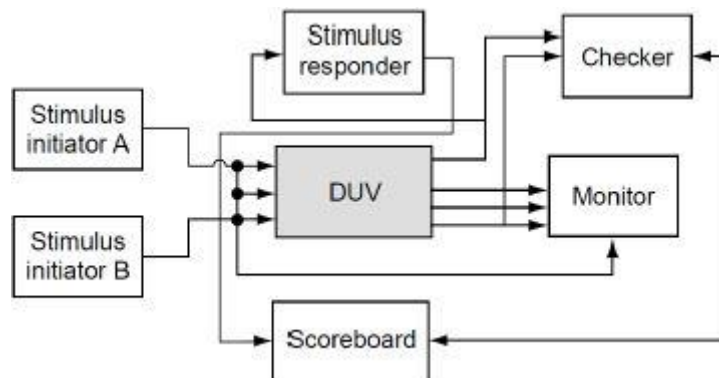 Stimulus
responder
Checker
Stimulus
initiator A
DUV
Monitor
Stimulus
initiator B
Scoreboard